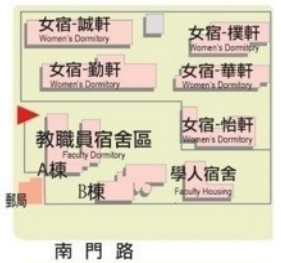 女宿-誠軒
Women's Dormitory
女宿-樸軒
Women's Dormitory
女宿-勤軒
Women's Dormitory
女宿-華軒
Women's Dormitory
女宿-怡軒
Women's Dormitory
教職員宿舍區
Faculty Dormitory
A棟
B棟
學人宿舍
Faculty Housing
郵局
南門路